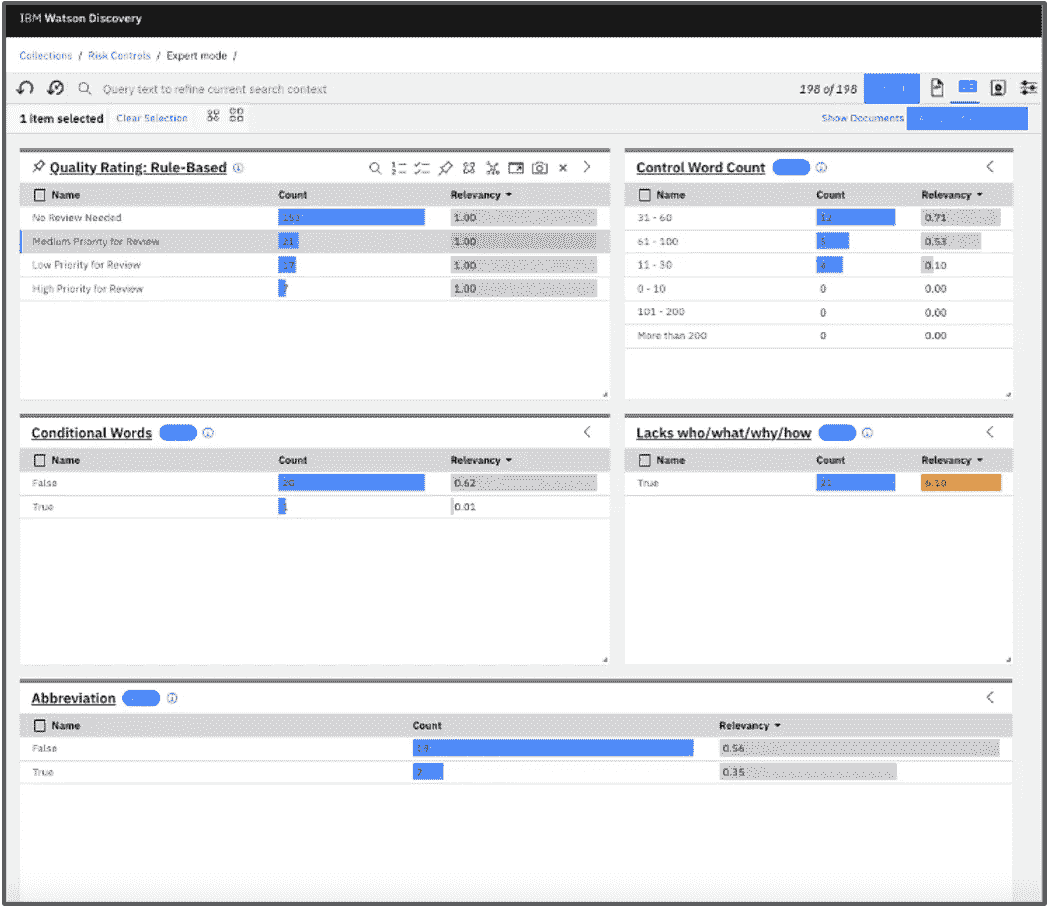 IBM Watson Discovery
Collections / Risk Controls / Expert mode /
Query text to refine current search context 198 of 198
1 item selected Clear Selection Show Documents
Quality Rating: Rule-Based
Name Count Relevancy
No Review Needed 1.00
Medium Priority for Review 21 1.00
Low Priority for Review 17 1.00
High Priority for Review 7 1.00
Control Word Count
Name Count Relevancy
31 - 60 12 0.71
61 - 100 5 0.53
11 - 30 4 0.10
0 - 10 0 0.00
101 - 200 0 0.00
More than 200 0 0.00
Conditional Words
Name Count Relevancy
False 20 0.62
True 1 0.01
Lacks who/what/why/how
Name Count Relevancy
True 21 6.10
Abbreviation
Name Count Relevancy
False 0.56
True 0.35